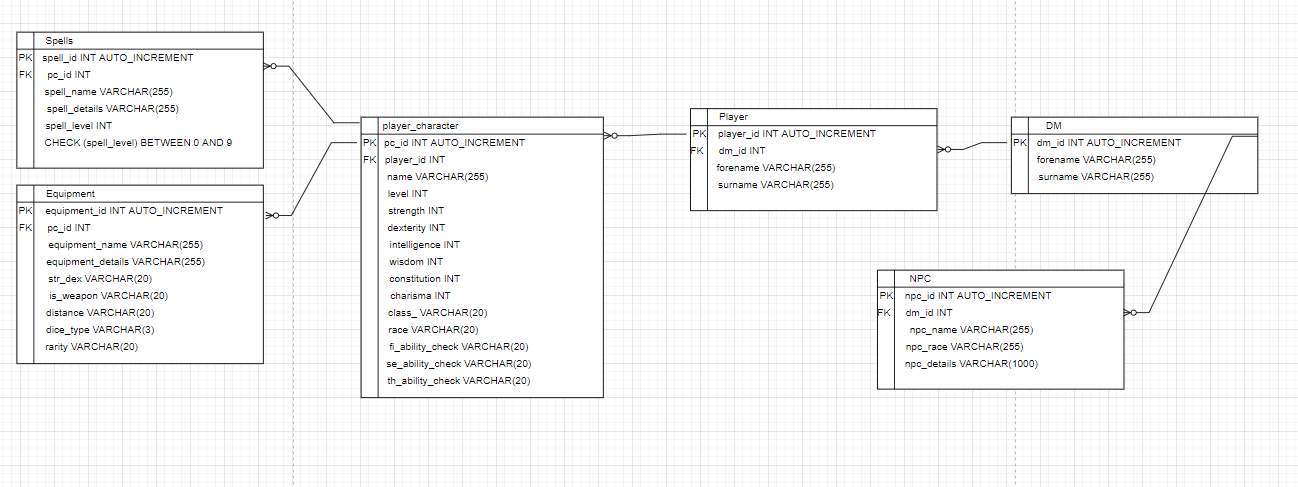 Spells
PK spell_id INT AUTO_INCREMENT
FK pc_id INT
spell_name VARCHAR(255)
spell_details VARCHAR(255)
spell_level INT
CHECK (spell_level) BETWEEN 0 AND 9
Equipment
PK equipment_id INT AUTO_INCREMENT
FK pc_id INT
equipment_name VARCHAR(255)
equipment_details VARCHAR(255)
str_dex VARCHAR(20)
is_weapon VARCHAR(20)
distance VARCHAR(20)
dice_type VARCHAR(3)
rarity VARCHAR(20)
player_character
PK pc_id INT AUTO_INCREMENT
FK player_id INT
name VARCHAR(255)
level INT
strength INT
dexterity INT
intelligence INT
wisdom INT
constitution INT
charisma INT
class_ VARCHAR(20)
race VARCHAR(20)
fi_ability_check VARCHAR(20)
se_ability_check VARCHAR(20)
th_ability_check VARCHAR(20)
Player
PK player_id INT AUTO_INCREMENT
FK dm_id INT
forename VARCHAR(255)
surname VARCHAR(255)
DM
PK dm_id INT AUTO_INCREMENT
forename VARCHAR(255)
surname VARCHAR(255)
NPC
PK npc_id INT AUTO_INCREMENT
FK dm_id INT
npc_name VARCHAR(255)
npc_race VARCHAR(255)
npc_details VARCHAR(1000)